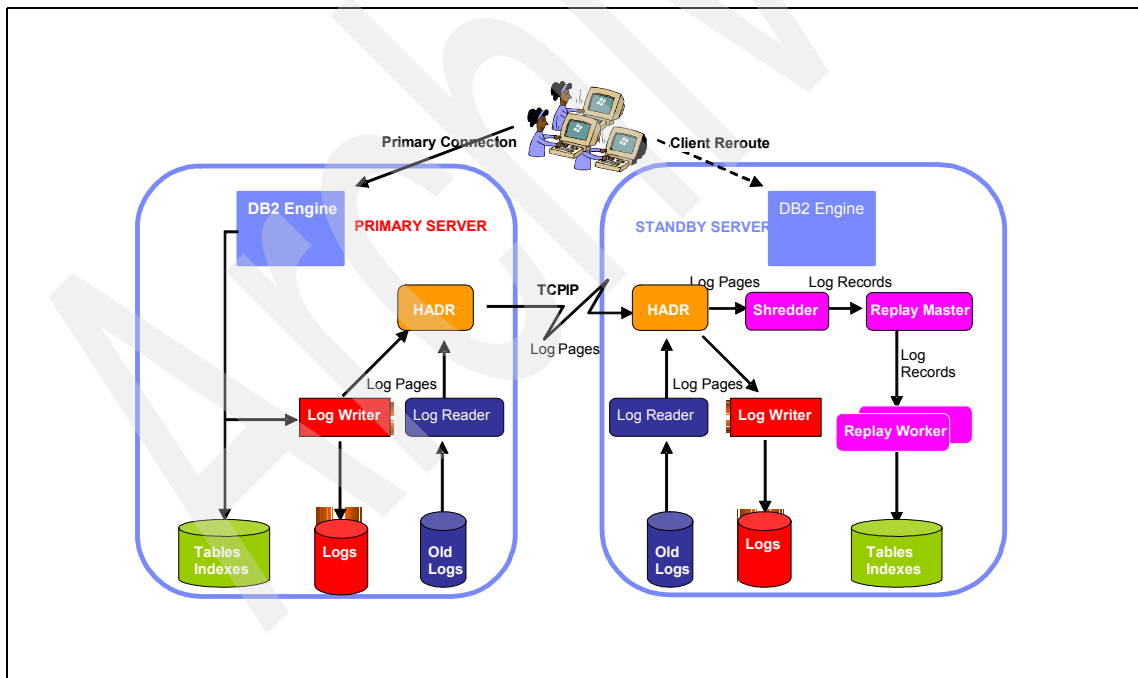 Primary Connecton
Client Reroute
DB2 Engine
PRIMARY SERVER
STANDBY SERVER
DB2 Engine
TCPIP
Log Pages
Log Records
HADR
HADR
Shredder
Replay Master
Log Pages
Log
Records
Log Pages
Log Pages
Log Writer
Log Reader
Log Reader
Log Writer
Replay Worker
Tables
Indexes
Logs
Old
Logs
Old
Logs
Logs
Tables
Indexes